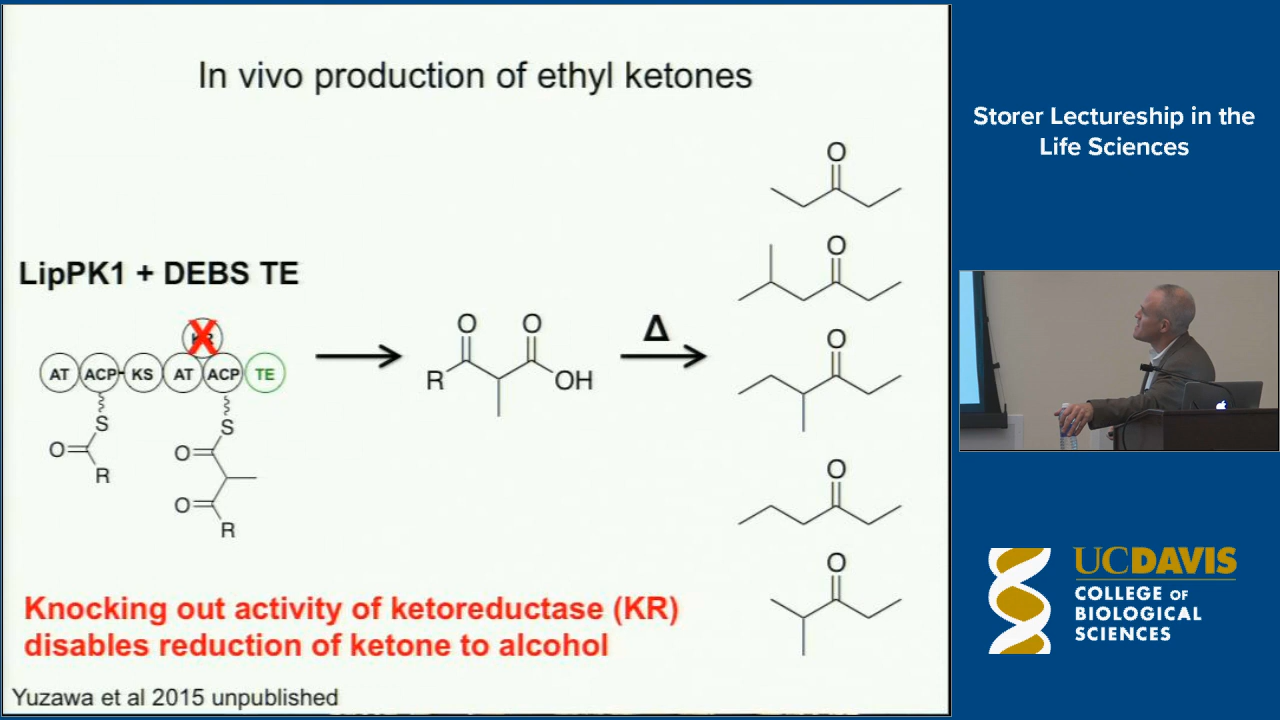 In vivo production of ethyl ketones
LipPK1 + DEBS TE
X
AT ACP KS AT ACP TE
S
O
R
S
O
O
R
O O
R OH
Δ
O
O
O
O
O
Knocking out activity of ketoreductase (KR)
disables reduction of ketone to alcohol
Yuzawa et al 2015 unpublished
Storer Lectureship in the
Life Sciences
UCDAVIS
COLLEGE OF
BIOLOGICAL
SCIENCES